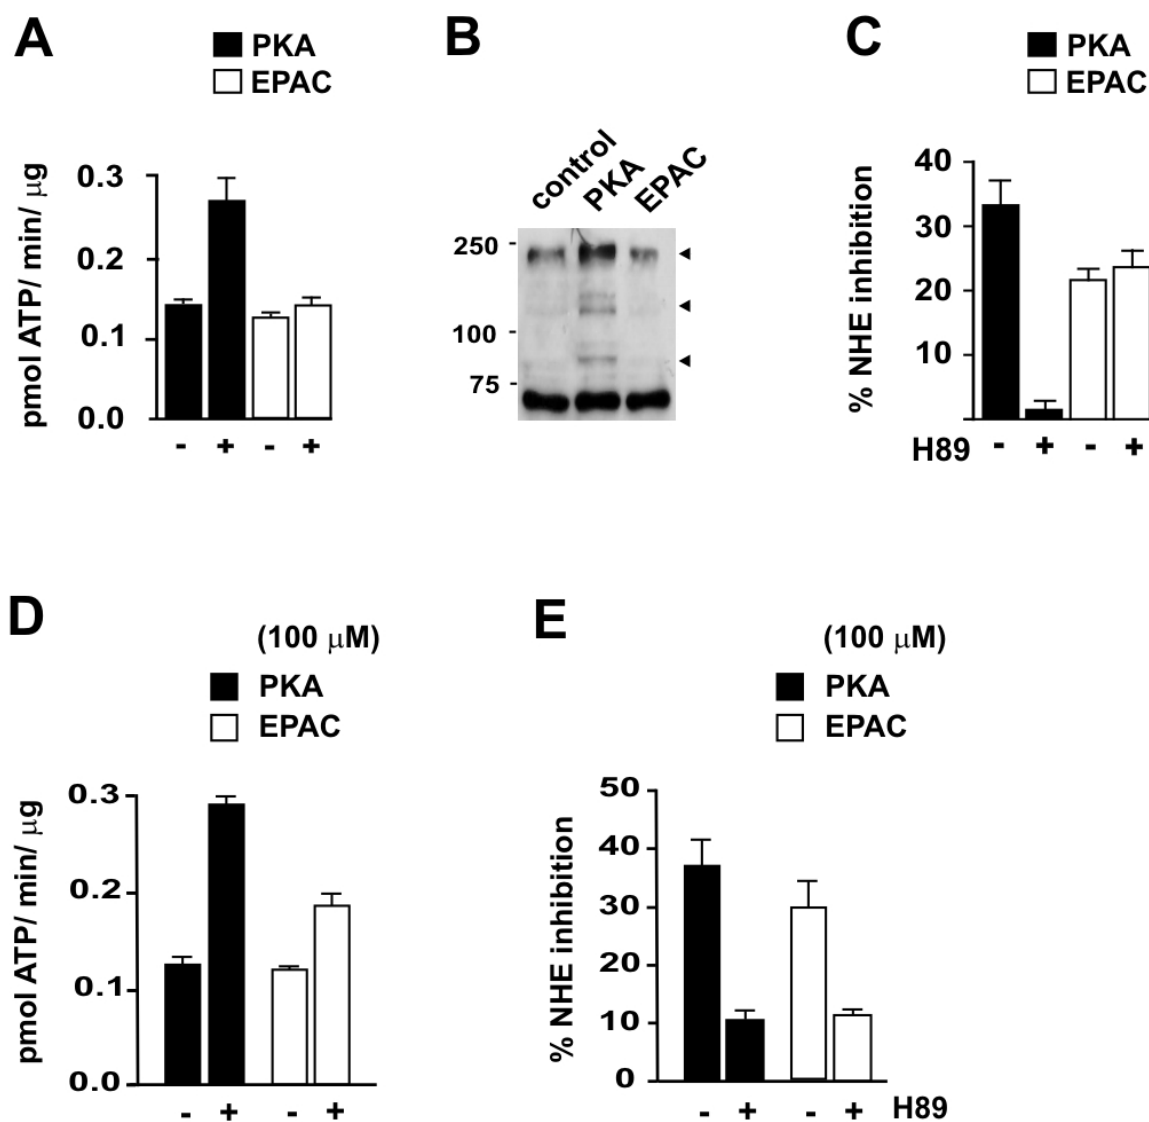 A
PKA
EPAC
pmol ATP/ min/ μg
0.3
0.2
0.1
0.0
- + - +
B
control
PKA
EPAC
250 -
100 -
75 -
C
PKA
EPAC
% NHE inhibition
40
30
20
10
H89 - + - +
D
(100 μM)
PKA
EPAC
pmol ATP/ min/ μg
0.3
0.2
0.1
0.0
- + - +
E
(100 μM)
PKA
EPAC
% NHE inhibition
50
40
30
20
10
0
- + - + H89